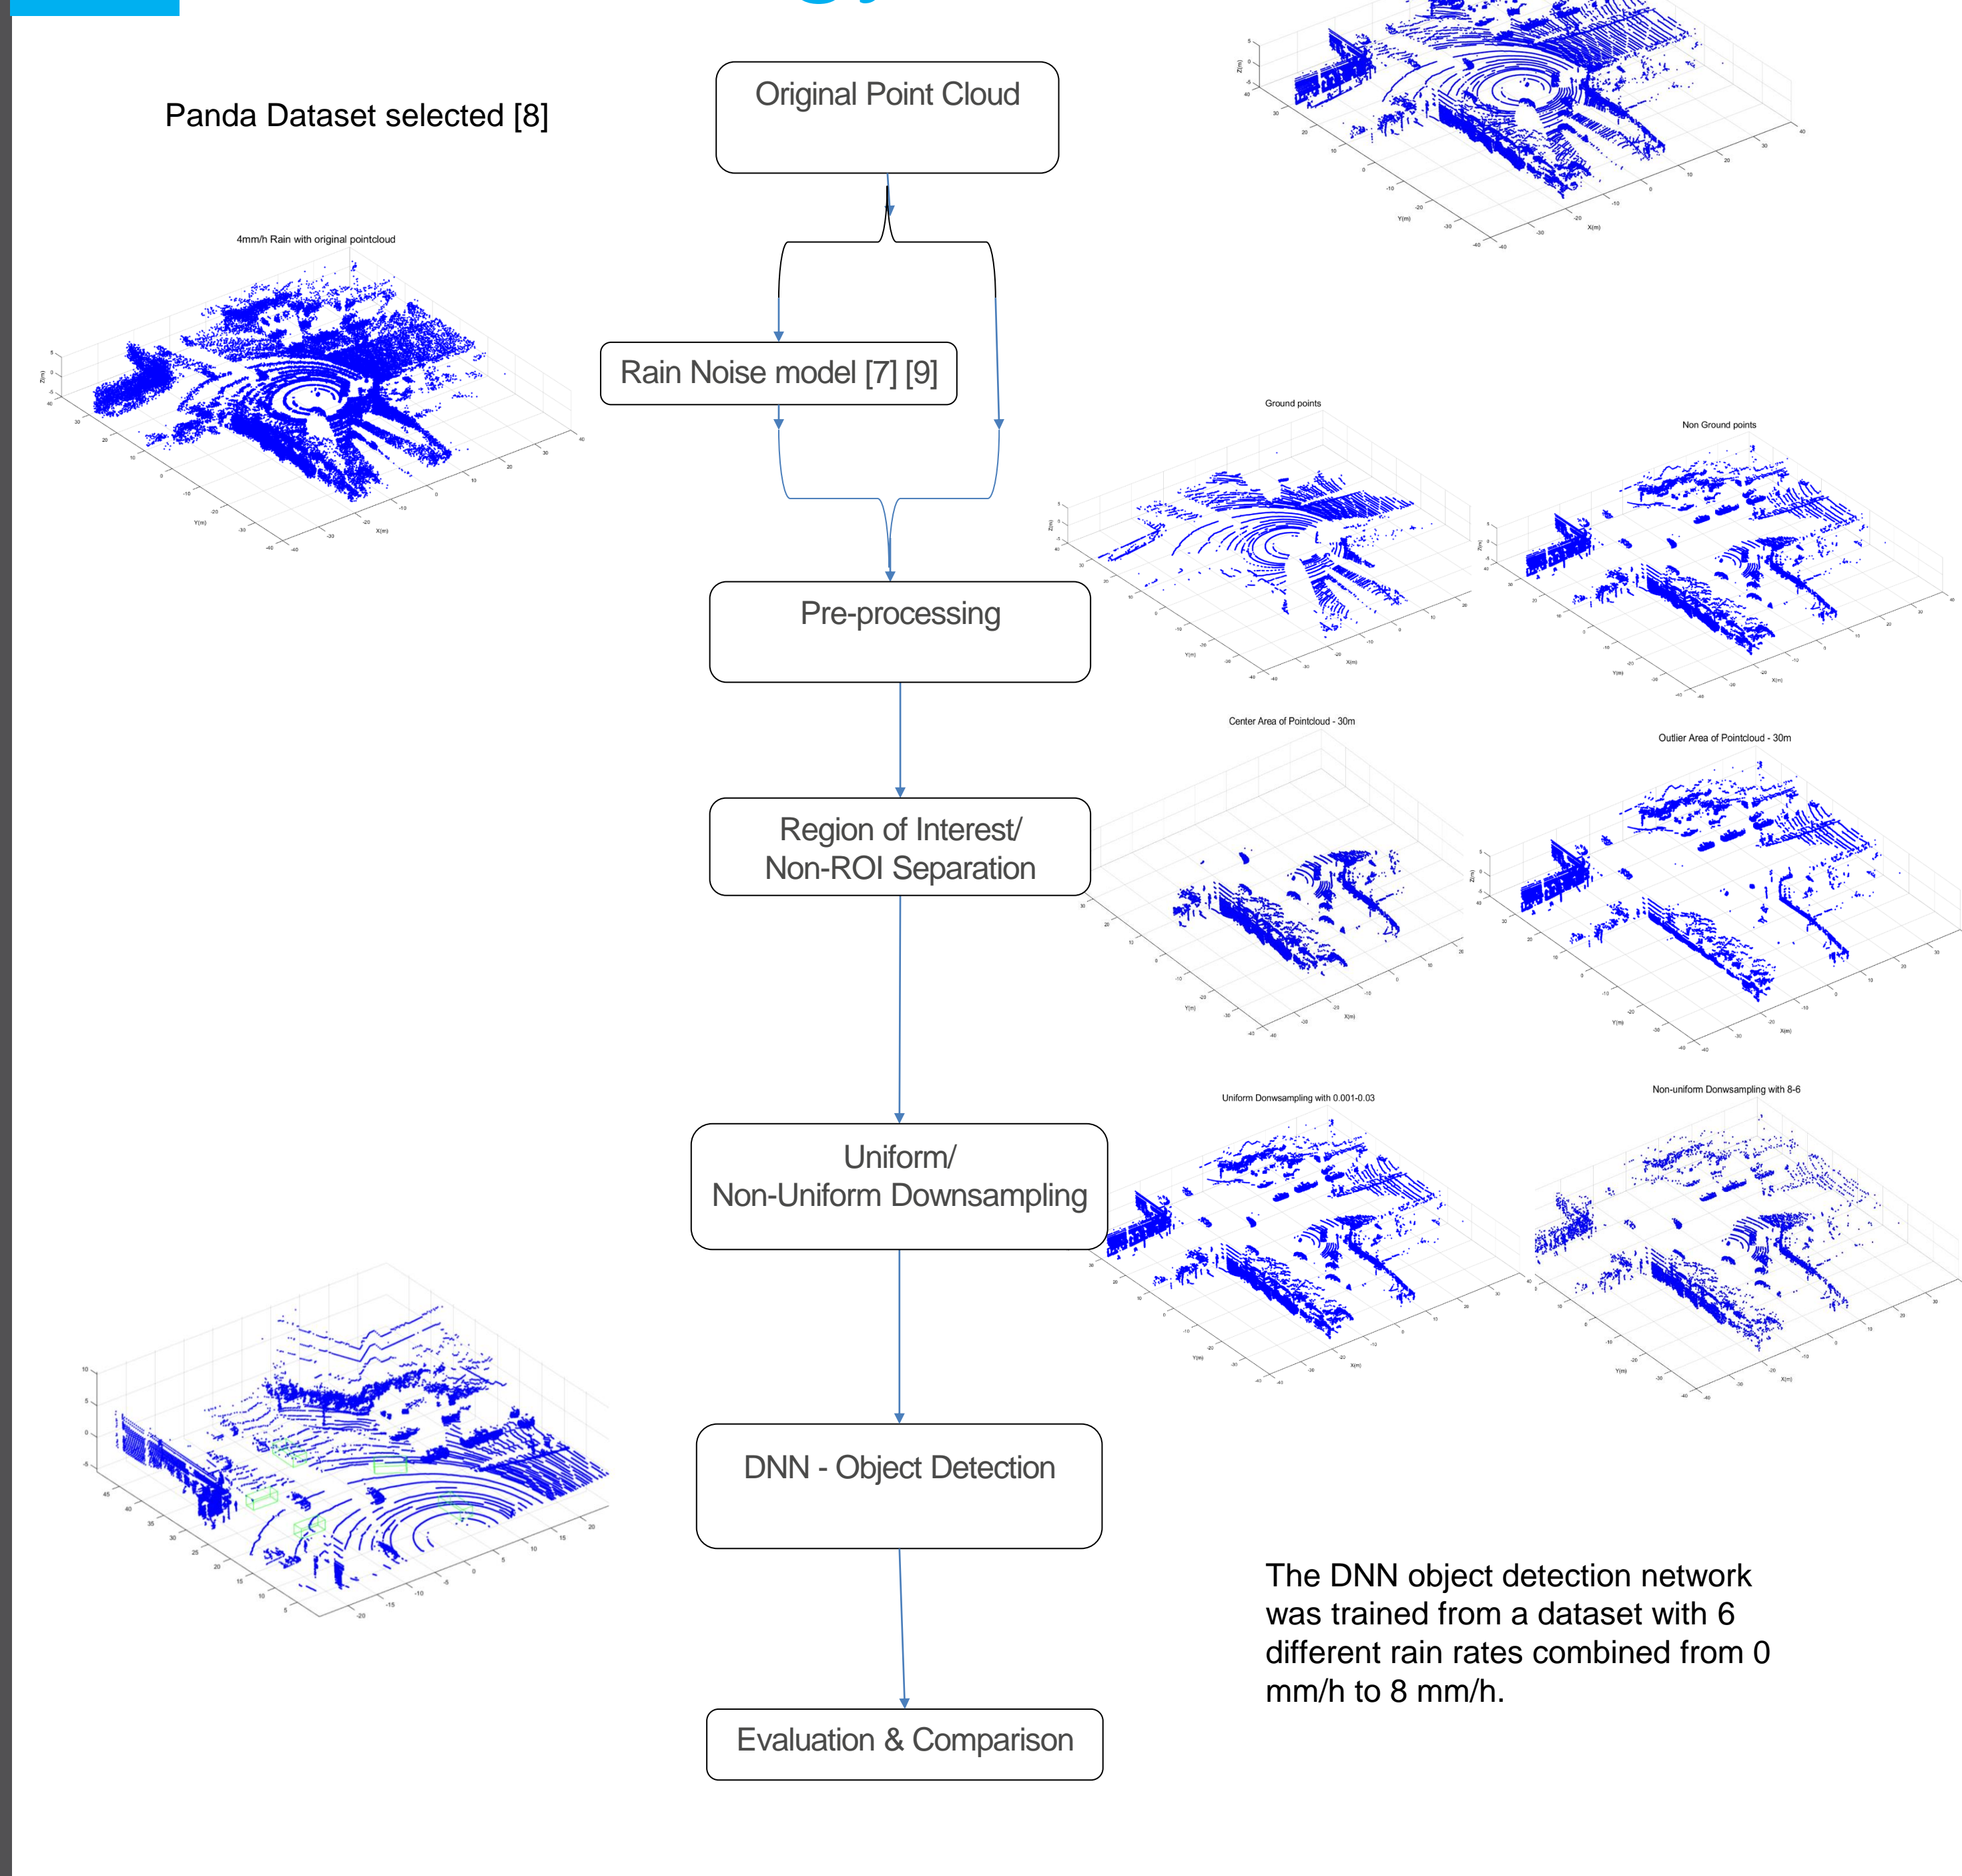 Panda Dataset selected [8]
Original Point Cloud
4mm/h Rain with original pointcloud
Rain Noise model [7] [9]
Ground points
Non Ground points
Pre-processing
Center Area of Pointcloud - 30m
Outlier Area of Pointcloud - 30m
Region of Interest/
Non-ROI Separation
Uniform Donwsampling with 0.001-0.03
Non-uniform Donwsampling with 8-6
Uniform/
Non-Uniform Downsampling
DNN - Object Detection
The DNN object detection network
was trained from a dataset with 6
different rain rates combined from 0
mm/h to 8 mm/h.
Evaluation & Comparison